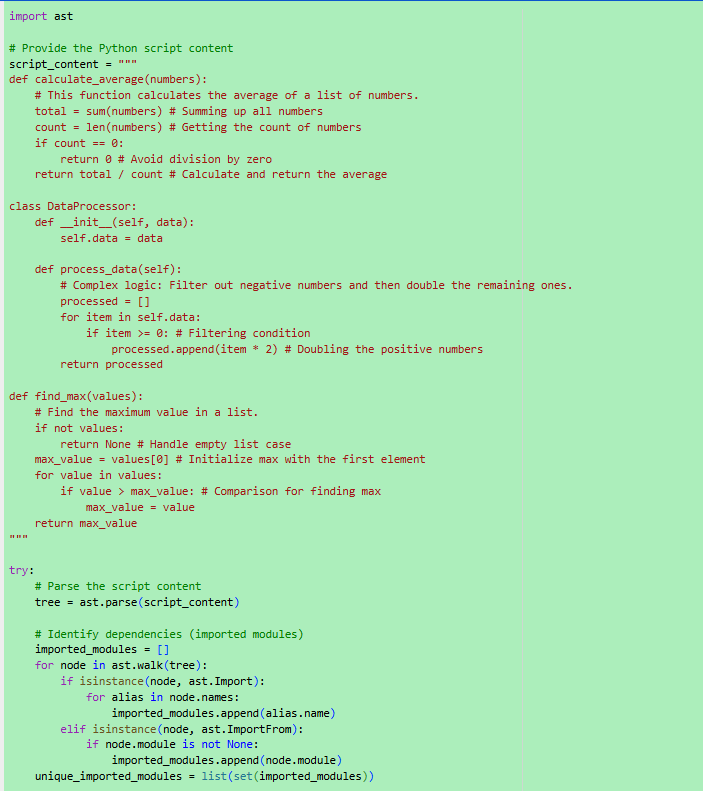 import ast

# Provide the Python script content
script_content = """
def calculate_average(numbers):
    # This function calculates the average of a list of numbers.
    total = sum(numbers) # Summing up all numbers
    count = len(numbers) # Getting the count of numbers
    if count == 0:
        return 0 # Avoid division by zero
    return total / count # Calculate and return the average

class DataProcessor:
    def __init__(self, data):
        self.data = data

    def process_data(self):
        # Complex logic: Filter out negative numbers and then double the remaining ones.
        processed = []
        for item in self.data:
            if item >= 0: # Filtering condition
                processed.append(item * 2) # Doubling the positive numbers
        return processed

def find_max(values):
    # Find the maximum value in a list.
    if not values:
        return None # Handle empty list case
    max_value = values[0] # Initialize max with the first element
    for value in values:
        if value > max_value: # Comparison for finding max
            max_value = value
    return max_value
"""

try:
    # Parse the script content
    tree = ast.parse(script_content)

    # Identify dependencies (imported modules)
    imported_modules = []
    for node in ast.walk(tree):
        if isinstance(node, ast.Import):
            for alias in node.names:
                imported_modules.append(alias.name)
        elif isinstance(node, ast.ImportFrom):
            if node.module is not None:
                imported_modules.append(node.module)
    unique_imported_modules = list(set(imported_modules))